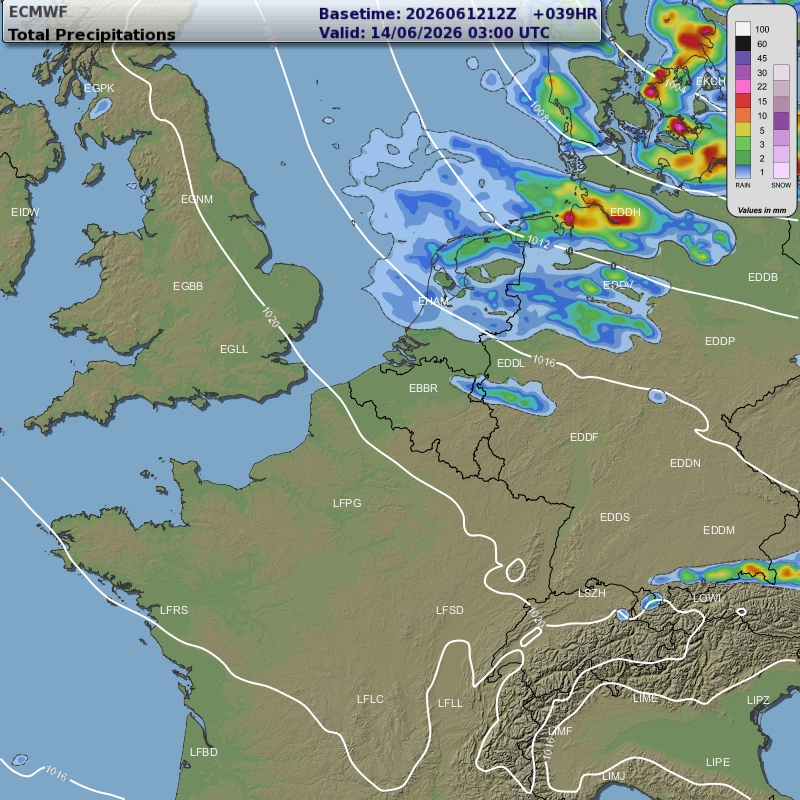 ECMWF
Basetime: 2026061212Z +039HR
Total Precipitations
Valid: 14/06/2026 03:00 UTC
100
60
45
30
22
15
10
5
3
2
1
RAIN SNOW
Values in mm
EGPK
EKCH
1004
1008
EIDW
EGNM
EDDH
1012
EDDB
EGBB
EDDV
EHAM
1020
EDDP
EGLL
EDDL
1016
EBBR
EDDF
EDDN
LFPG
EDDS
EDDM
LFRS
LFSD
LSZH
LOWI
1020
LFLC
LFLL
LIML
LIPZ
LIMF
1016
LFBD
LIPE
1016
LIMJ